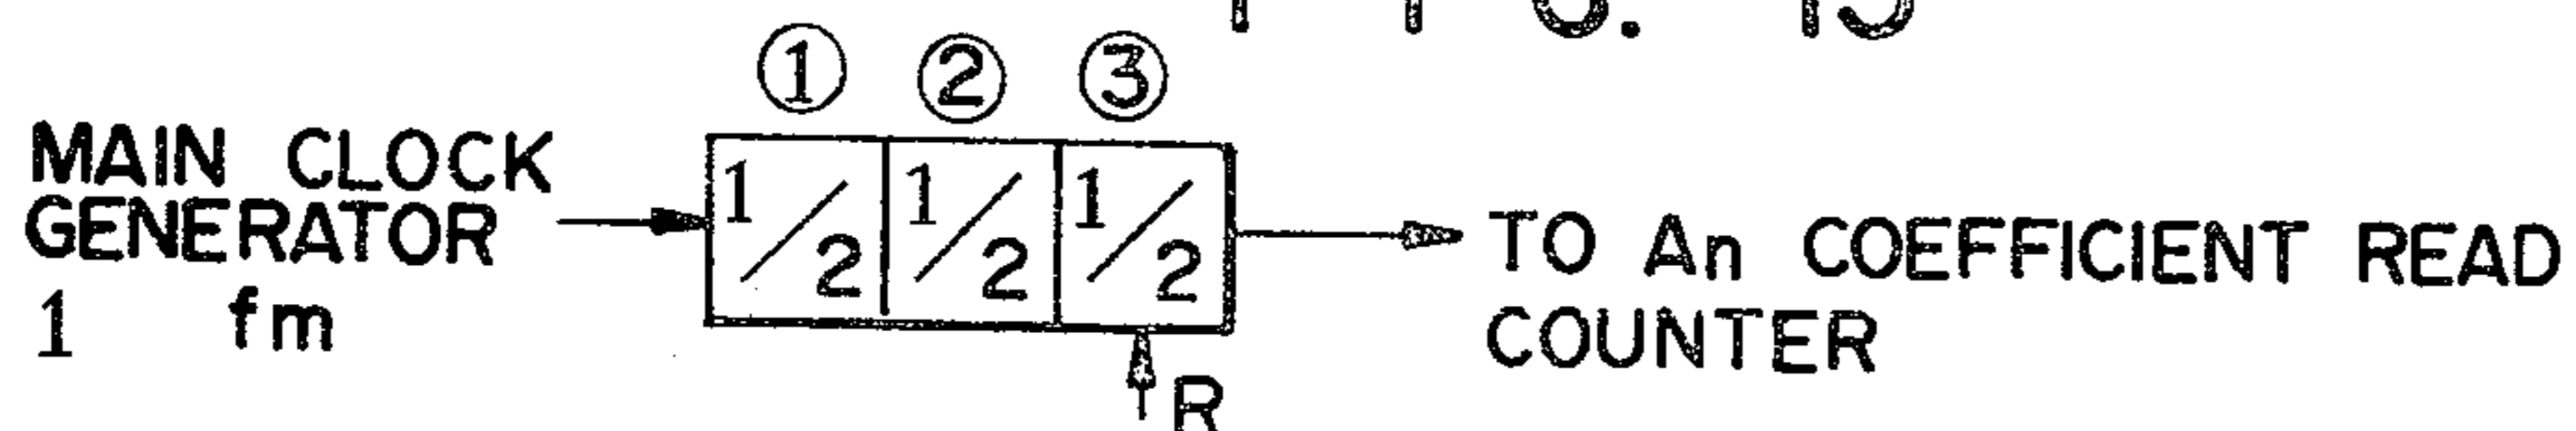 ① ② ③
MAIN CLOCK
GENERATOR
1 fm
1/2 1/2 1/2
TO An COEFFICIENT READ
COUNTER
R